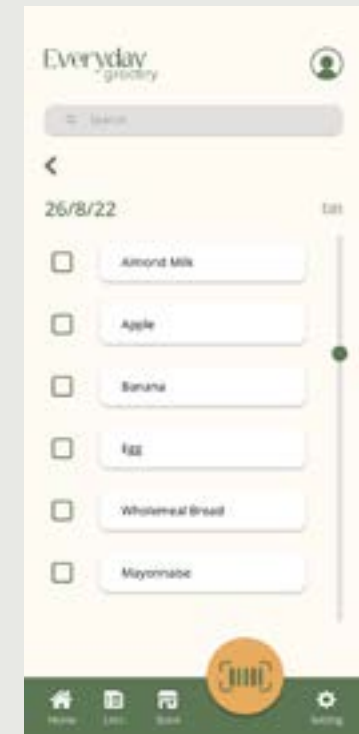 Everyday
grocery
Search
26/8/22
Edit
Almond Milk
Apple
Banana
Egg
Wholemeal Bread
Mayonnaise
Home
Lists
Store
Setting